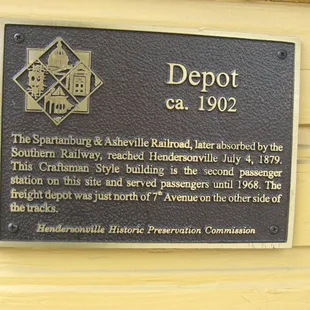 Depot
ca. 1902
The Spartanburg & Asheville Railroad, later absorbed by the
Southern Railway, reached Hendersonville July 4, 1879.
This Craftsman Style building is the second passenger
station on this site and served passengers until 1968. The
freight depot was just north of 7th Avenue on the other side of
the tracks.
Hendersonville Historic Preservation Commission